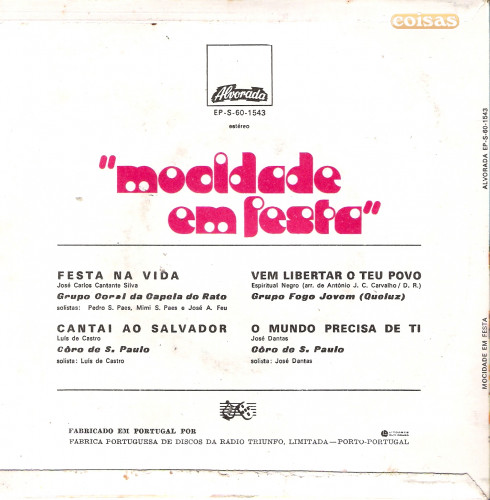 coisas
Alvorada
EP-S-60-1543
estéreo
"mocidade
em festa"
FESTA NA VIDA
José Carlos Cantante Silva
Grupo Coral da Capela do Rato
solistas: Pedro S. Paes, Mimi S. Paes e José A. Feu
CANTAI AO SALVADOR
Luís de Castro
Côro de S. Paulo
solista: Luís de Castro
VEM LIBERTAR O TEU POVO
Espiritual Negro (arr. de António J. C. Carvalho / D. R.)
Grupo Fogo Jovem (Queluz)
O MUNDO PRECISA DE TI
José Dantas
Côro de S. Paulo
solista: José Dantas
FABRICADO EM PORTUGAL POR
FABRICA PORTUGUESA DE DISCOS DA RADIO TRIUNFO, LIMITADA — PORTO-PORTUGAL
ALVORADA EP-S-60-1543
MOCIDADE EM FESTA